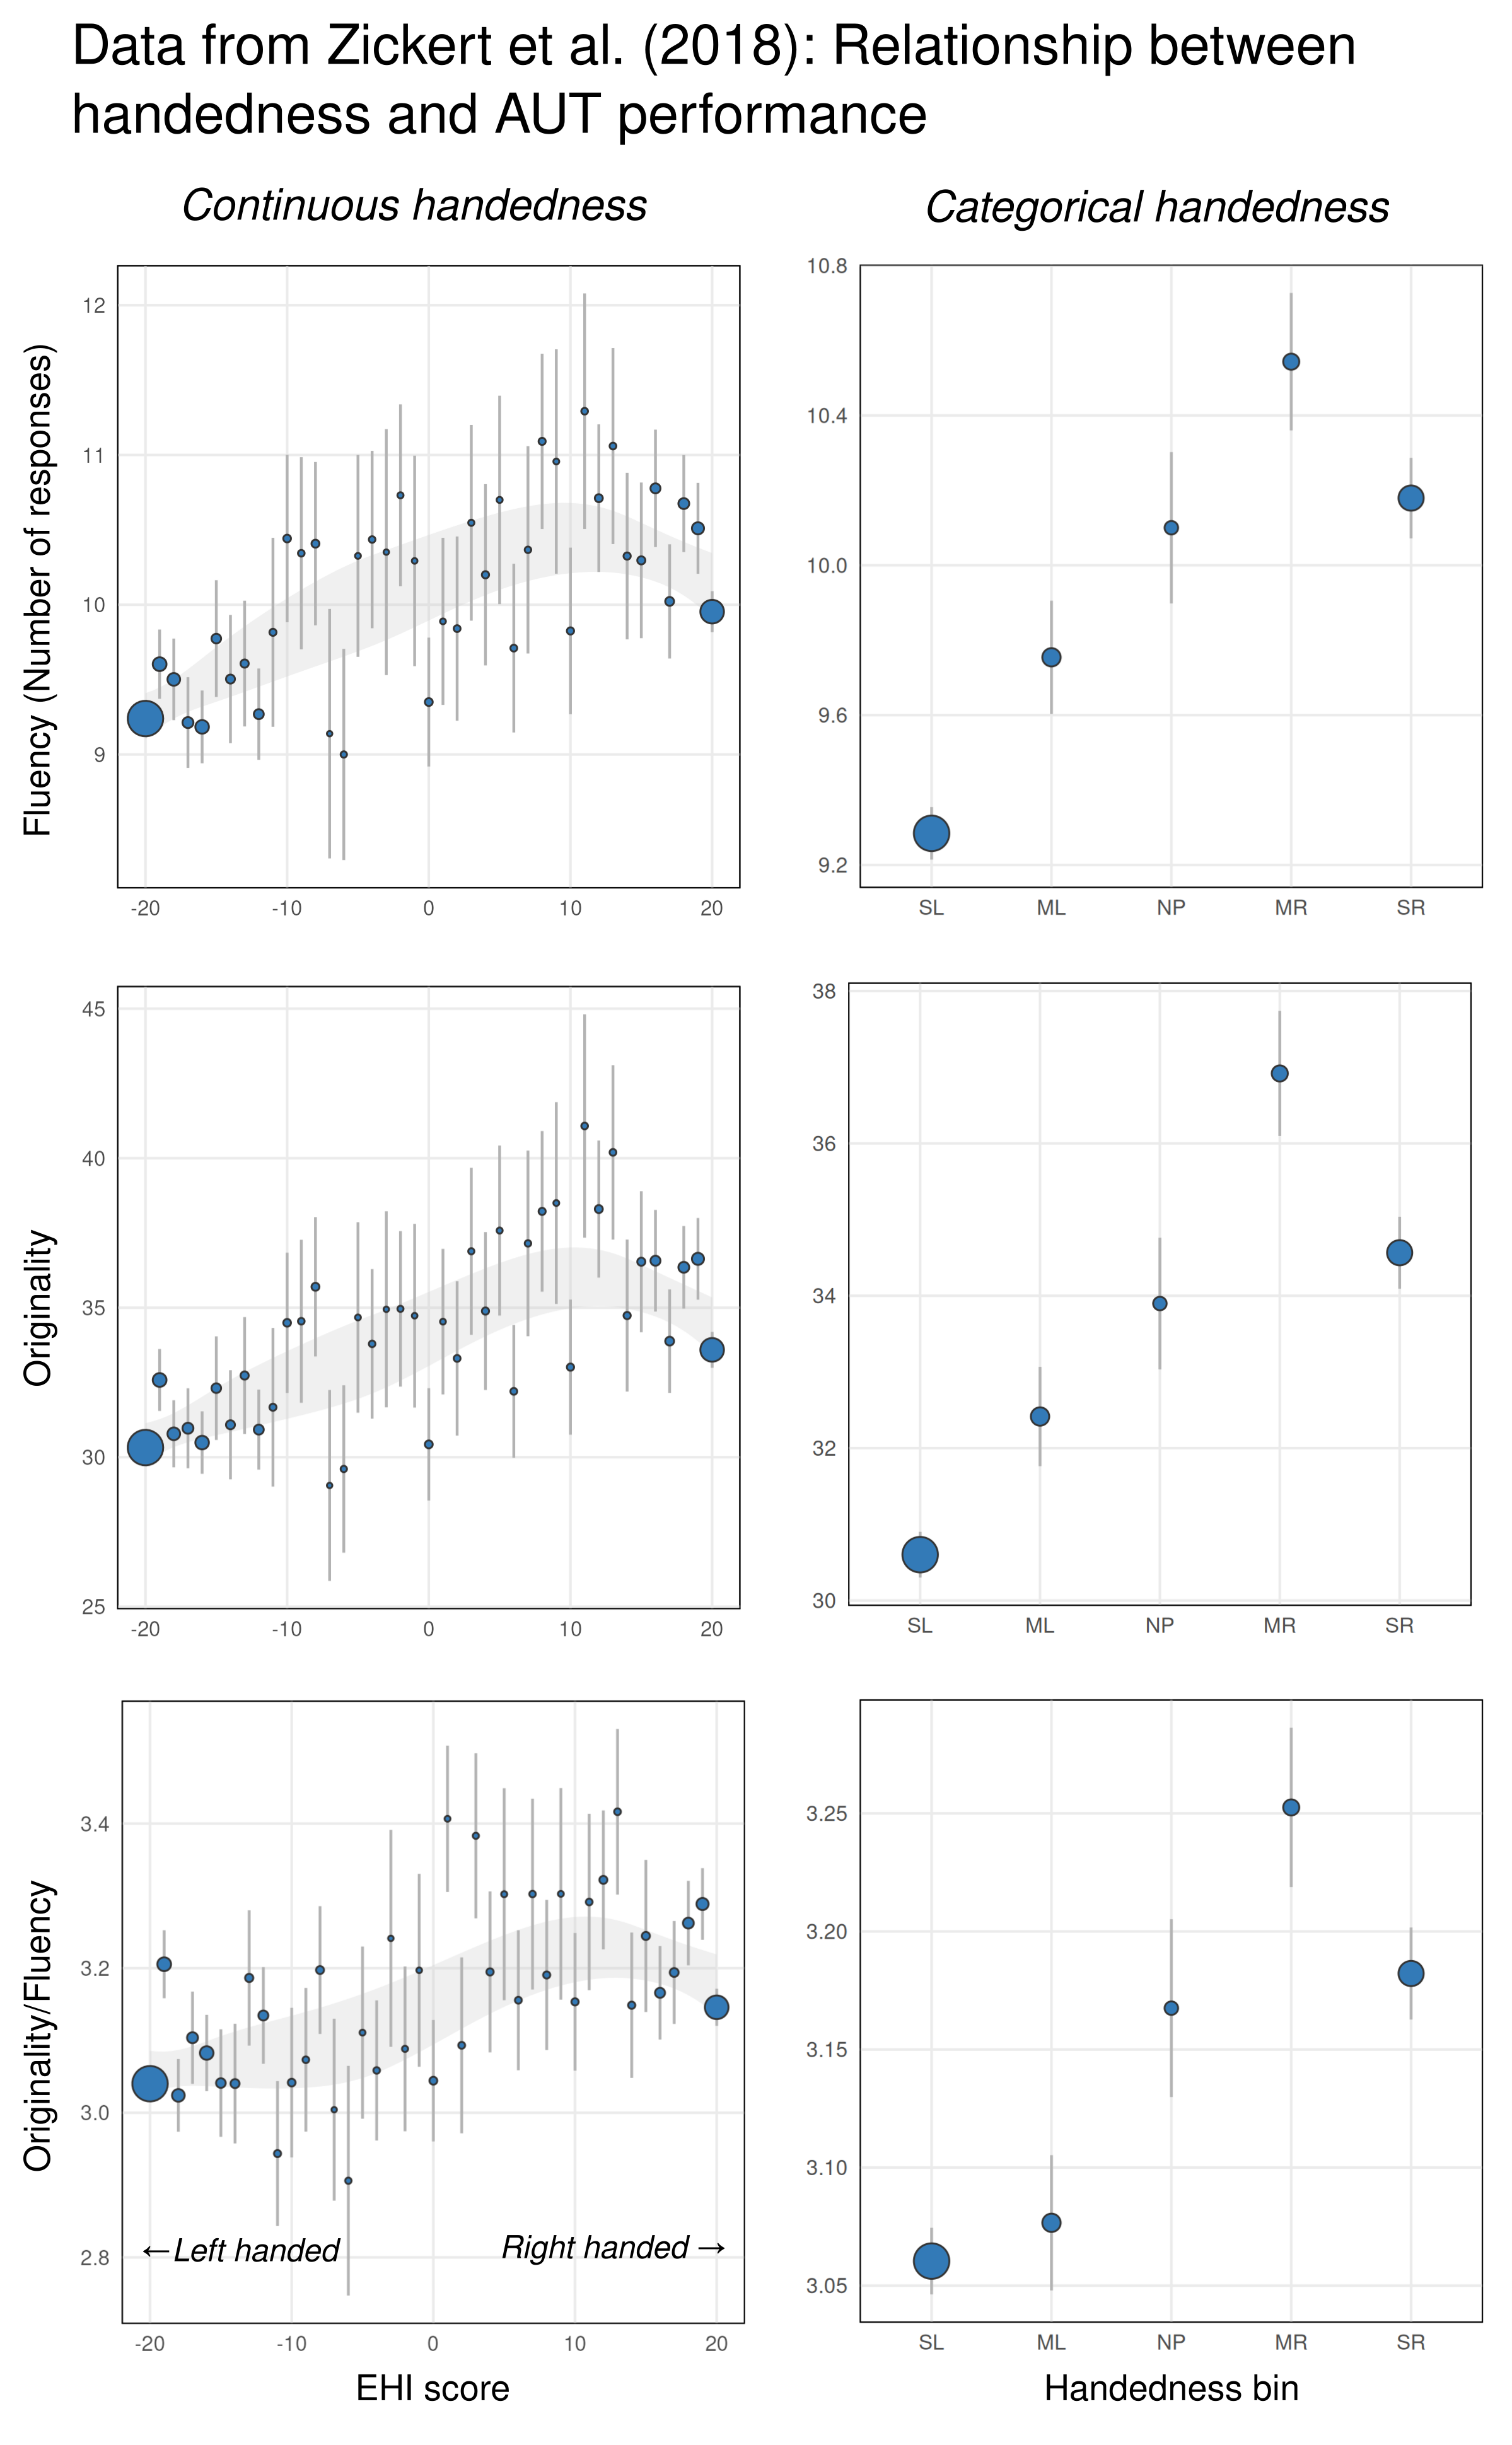 Data from Zickert et al. (2018): Relationship between
handedness and AUT performance
Continuous handedness
Categorical handedness
Fluency (Number of responses)
12
11
10
9
-20 -10 0 10 20
10.8
10.4
10.0
9.6
9.2
SL ML NP MR SR
Originality
45
40
35
30
25
-20 -10 0 10 20
38
36
34
32
30
SL ML NP MR SR
Originality/Fluency
3.4
3.2
3.0
2.8
←Left handed
Right handed →
-20 -10 0 10 20
EHI score
3.25
3.20
3.15
3.10
3.05
SL ML NP MR SR
Handedness bin